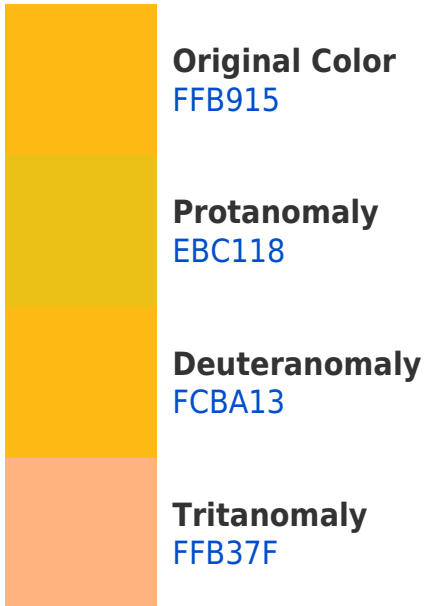 Original Color
FFB915
Protanomaly
EBC118
Deuteranomaly
FCBA13
Tritanomaly
FFB37F